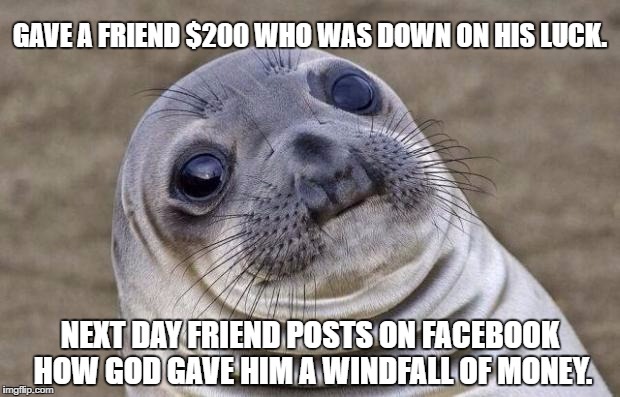 GAVE A FRIEND $200 WHO WAS DOWN ON HIS LUCK.
NEXT DAY FRIEND POSTS ON FACEBOOK
HOW GOD GAVE HIM A WINDFALL OF MONEY.
imgflip.com